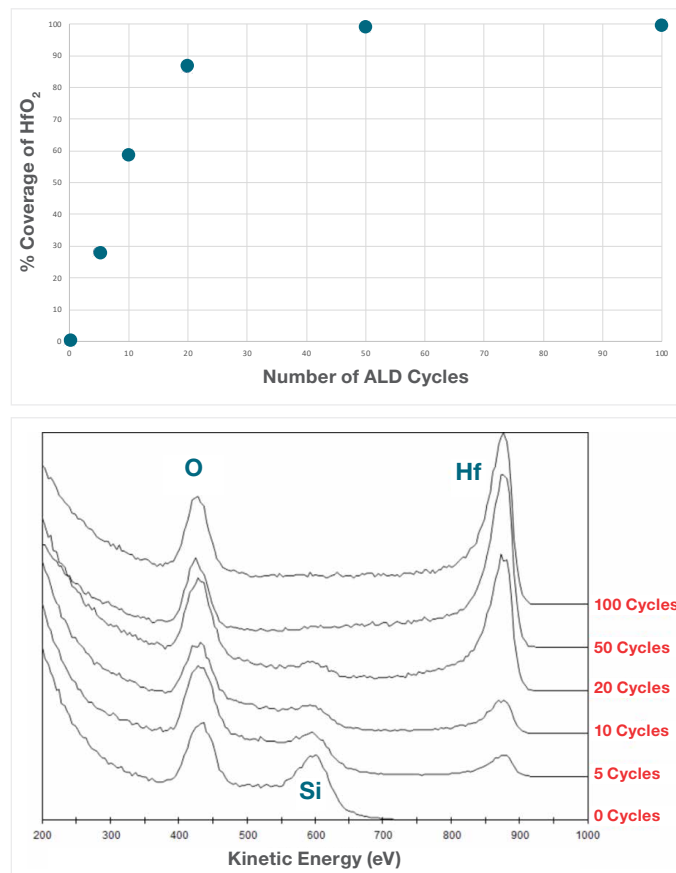 % Coverage of HfO₂
100
90
80
70
60
50
40
30
20
10
0
0 10 20 30 40 50 60 70 80 90 100
Number of ALD Cycles
O
Hf
Si
100 Cycles
50 Cycles
20 Cycles
10 Cycles
5 Cycles
0 Cycles
200 300 400 500 600 700 800 900 1000
Kinetic Energy (eV)